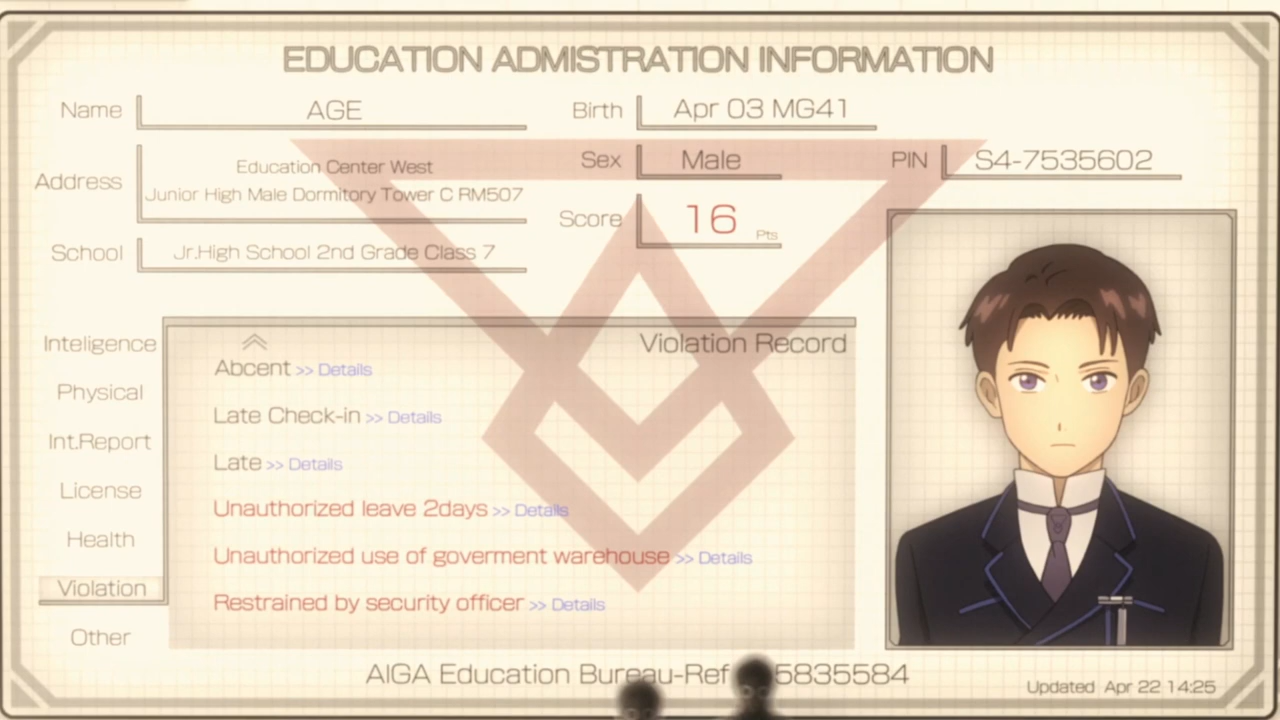 EDUCATION ADMISTRATION INFORMATION
Name AGE
Birth Apr 03 MG41
Address Education Center West
Junior High Male Dormitory Tower C RM507
Sex Male
PIN S4-7535602
School Jr.High School 2nd Grade Class 7
Score 16 Pts
Inteligence
Physical
Int.Report
License
Health
Violation
Other
Violation Record
Abcent >> Details
Late Check-in >> Details
Late >> Details
Unauthorized leave 2days >> Details
Unauthorized use of goverment warehouse >> Details
Restrained by security officer >> Details
AIGA Education Bureau-Ref 5835584
Updated Apr 22 14:25